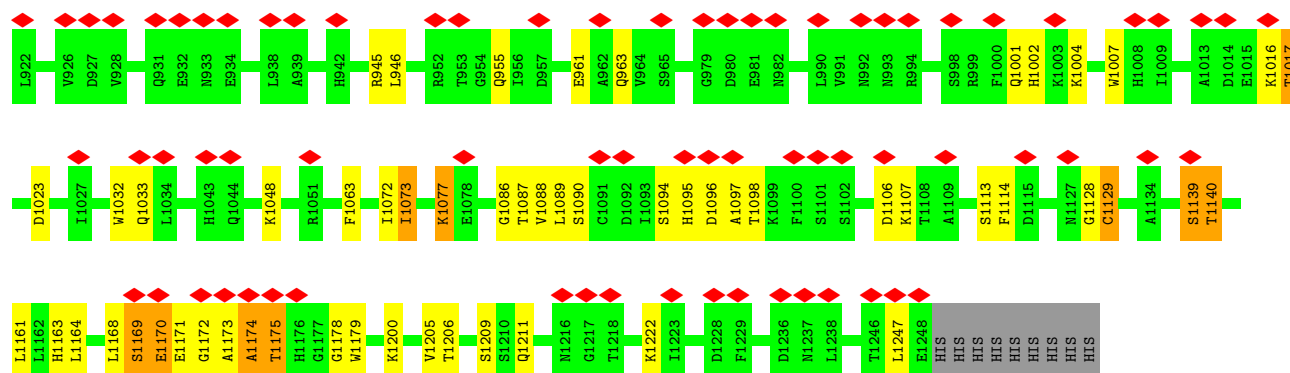 L922 V926 D927 V928 Q931 E932 N933 E934 L938 A939 H942 R945 L946 R952 T953 G954 Q955 I956 D957 E961 A962 Q963 V964 S965 G979 D980 E981 N982 L990 V991 N992 N993 R994 S998 R999 F1000 Q1001 H1002 K1003 K1004 W1007 H1008 I1009 A1013 D1014 E1015 K1016 T1017
D1023 I1027 W1032 Q1033 L1034 H1043 Q1044 K1048 R1051 F1063 I1072 I1073 K1077 E1078 G1086 T1087 V1088 L1089 S1090 C1091 D1092 I1093 S1094 H1095 D1096 A1097 T1098 K1099 F1100 S1101 S1102 D1106 K1107 T1108 A1109 S1113 F1114 D1115 N1127 G1128 C1129 A1134 S1139 T1140
L1161 L1162 H1163 L1164 L1168 S1169 E1170 E1171 G1172 A1173 A1174 T1175 H1176 G1177 G1178 W1179 K1200 V1205 T1206 S1209 S1210 Q1211 N1216 G1217 T1218 K1222 I1223 D1228 F1229 D1236 N1237 L1238 T1246 L1247 E1248 HIS HIS HIS HIS HIS HIS HIS HIS